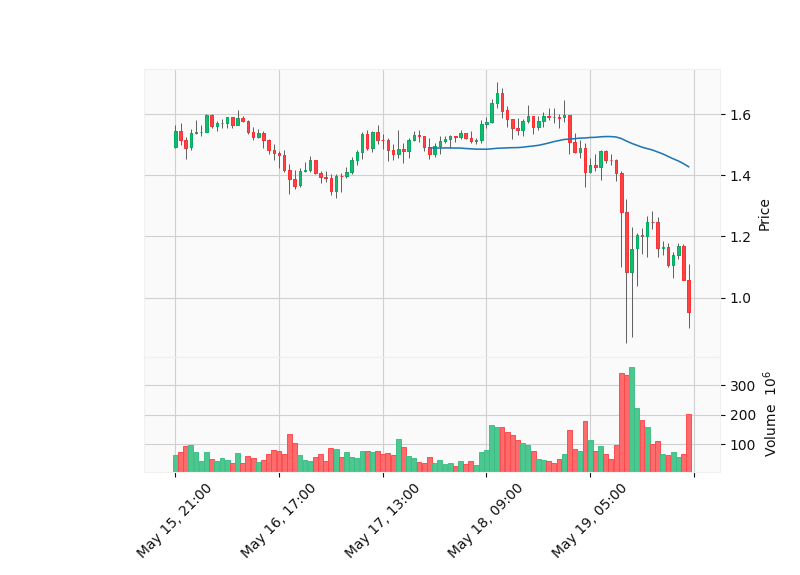 1.6
1.4
1.2
1.0
Price
300
200
100
Volume 10^6
May 15, 21:00
May 16, 17:00
May 17, 13:00
May 18, 09:00
May 19, 05:00